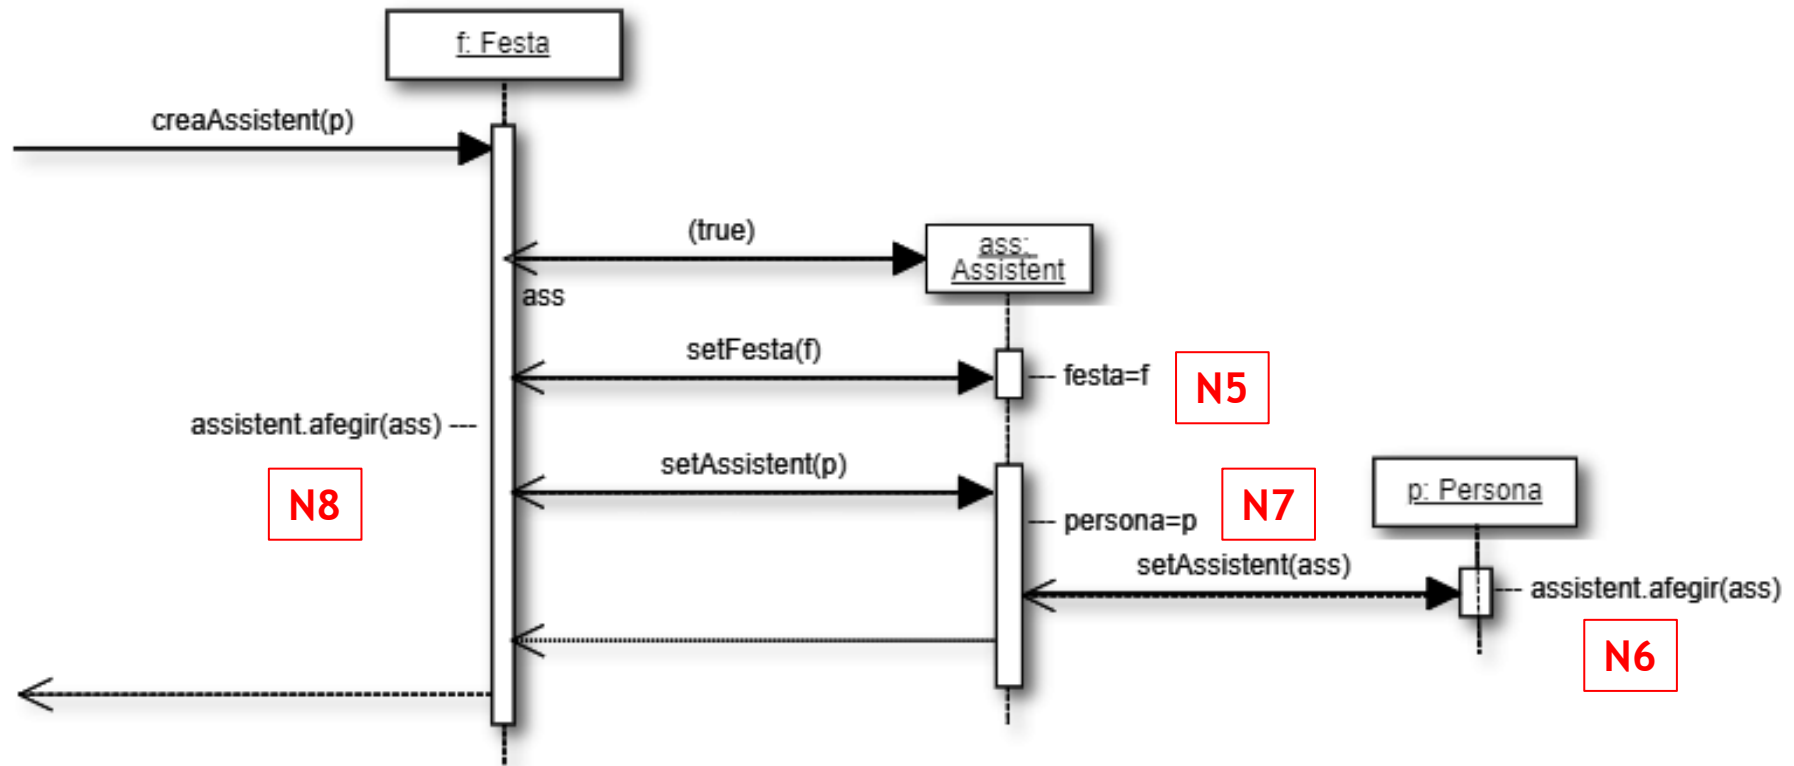 f: Festa
creaAssistent(p)
(true)
ass:
Assistent
ass
setFesta(f)
--- festa=f
N5
assistent.afegir(ass) ---
setAssistent(p)
N8
N7
p: Persona
--- persona=p
setAssistent(ass)
--- assistent.afegir(ass)
N6